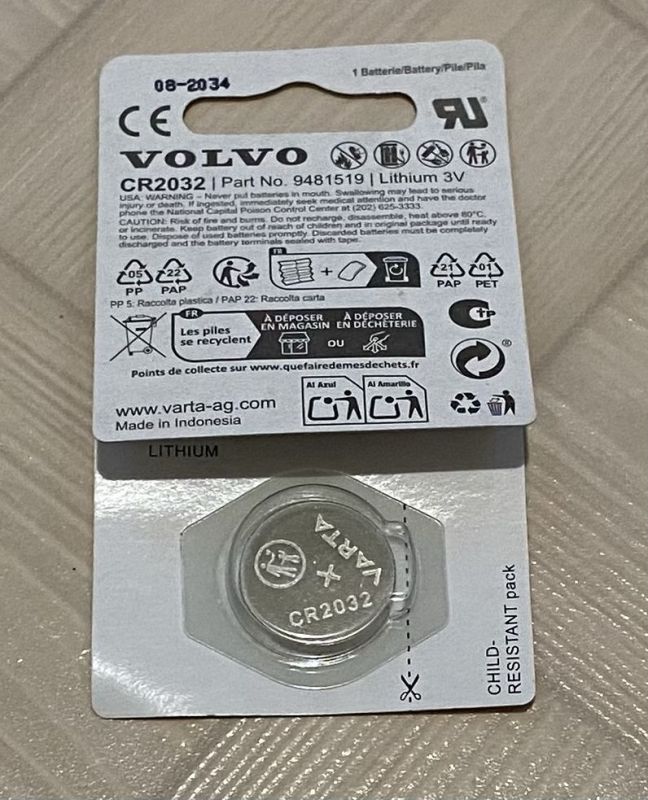 08-2034
1 Batterie/Battery/Pile/Pila
CE
VOLVO
CR2032 | Part No. 9481519 | Lithium 3V
USA: WARNING – Never put batteries in mouth. Swallowing may lead to serious
injury or death. If ingested, immediately seek medical attention and have the doctor
phone the National Capital Poison Control Center at (202) 625-3333.
CAUTION: Risk of fire and burns. Do not recharge, disassemble, heat above 60°C,
or incinerate. Keep battery out of reach of children and in original package until ready
to use. Dispose of used batteries promptly. Discarded batteries must be completely
discharged and the battery terminals sealed with tape.
05
PP
22
PAP
FR
+
21
PAP
01
PET
PP 5: Raccolta plastica / PAP 22: Raccolta carta
FR
Les piles
se recyclent
À DÉPOSER
EN MAGASIN
OU
À DÉPOSER
EN DÉCHÈTERIE
Points de collecte sur www.quefairedemesdechets.fr
www.varta-ag.com
Made in Indonesia
Al Azul
Al Amarillo
LITHIUM
VARTA
+
CR2032
CHILD-
RESISTANT pack